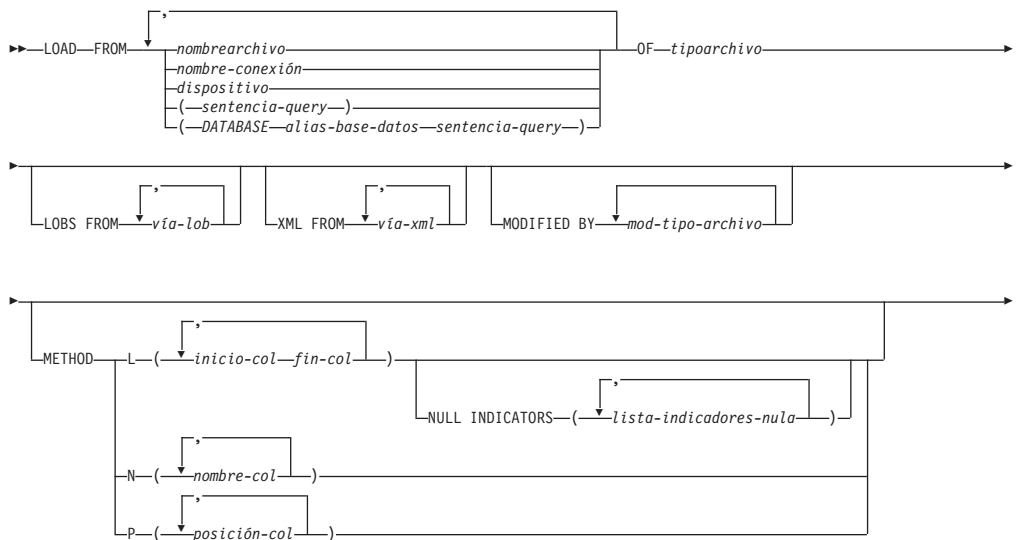 ,
LOAD FROM nombrearchivo OF tipoarchivo
nombre-conexión
dispositivo
( sentencia-query )
( DATABASE alias-base-datos sentencia-query )
, ,
LOBS FROM vía-lob XML FROM vía-xml MODIFIED BY mod-tipo-archivo
,
METHOD L ( inicio-col fin-col )
,
NULL INDICATORS ( lista-indicadores-nula )
,
N ( nombre-col )
,
P ( posición-col )